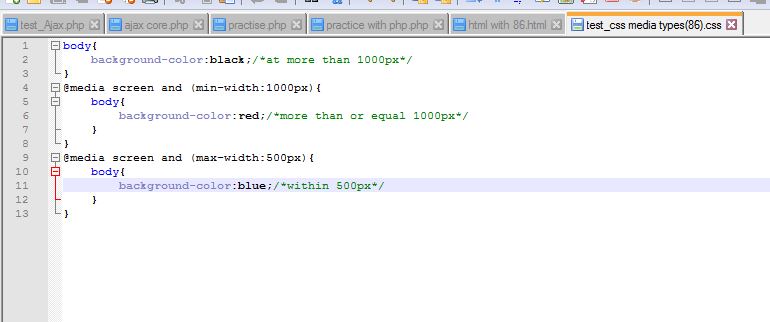 test_Ajax.php ajax core.php practise.php practice with php.php html with 86.html test_css media types(86).css
1 body{
2 background-color:black;/*at more than 1000px*/
3 }
4 @media screen and (min-width:1000px){
5 body{
6 background-color:red;/*more than or equal 1000px*/
7 }
8 }
9 @media screen and (max-width:500px){
10 body{
11 background-color:blue;/*within 500px*/
12 }
13 }